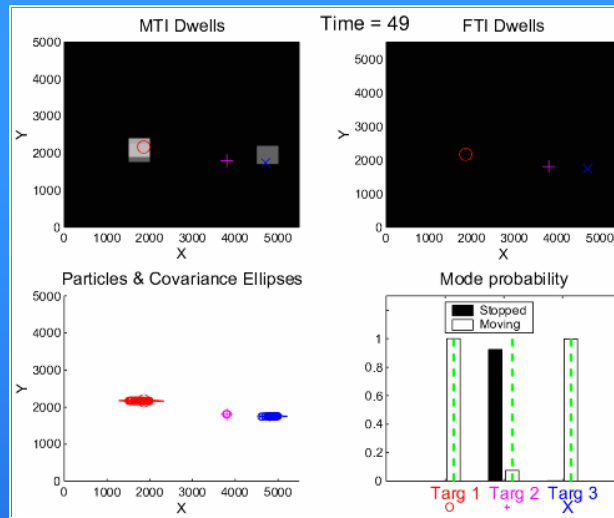 MTI Dwells
Time = 49
FTI Dwells
5000
4000
3000
2000
1000
0
Y
0 1000 2000 3000 4000 5000
X
5000
4000
3000
2000
1000
0
Y
0 1000 2000 3000 4000 5000
X
Particles & Covariance Ellipses
5000
4000
3000
2000
1000
0
Y
0 1000 2000 3000 4000 5000
X
Mode probability
Stopped
Moving
1
0.8
0.6
0.4
0.2
0
Targ 1 Targ 2 Targ 3
O + X